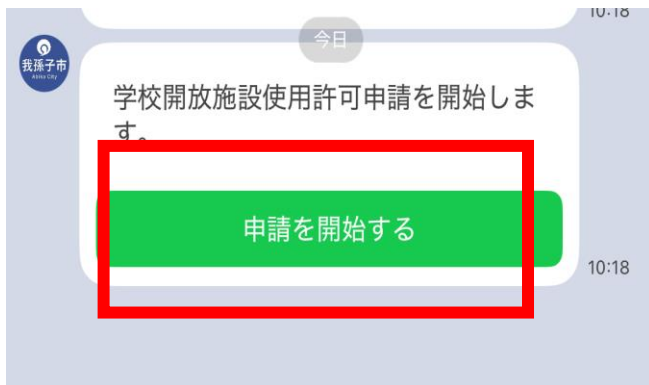 10:18
今日
我孫子市
Abiko City
学校開放施設使用許可申請を開始しま
す。
申請を開始する
10:18